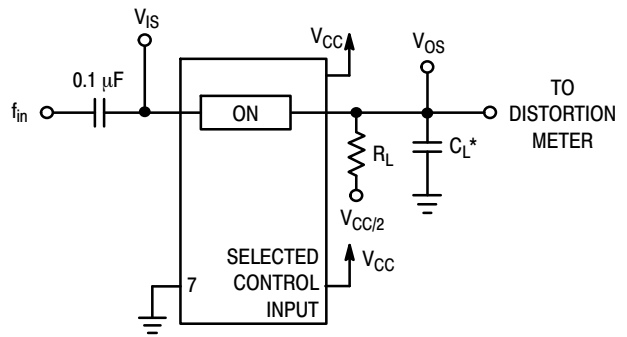 V_IS
V_CC
V_OS
0.1 μF
f_in
ON
TO
DISTORTION
METER
R_L
C_L*
V_CC/2
SELECTED
CONTROL
INPUT
V_CC
7